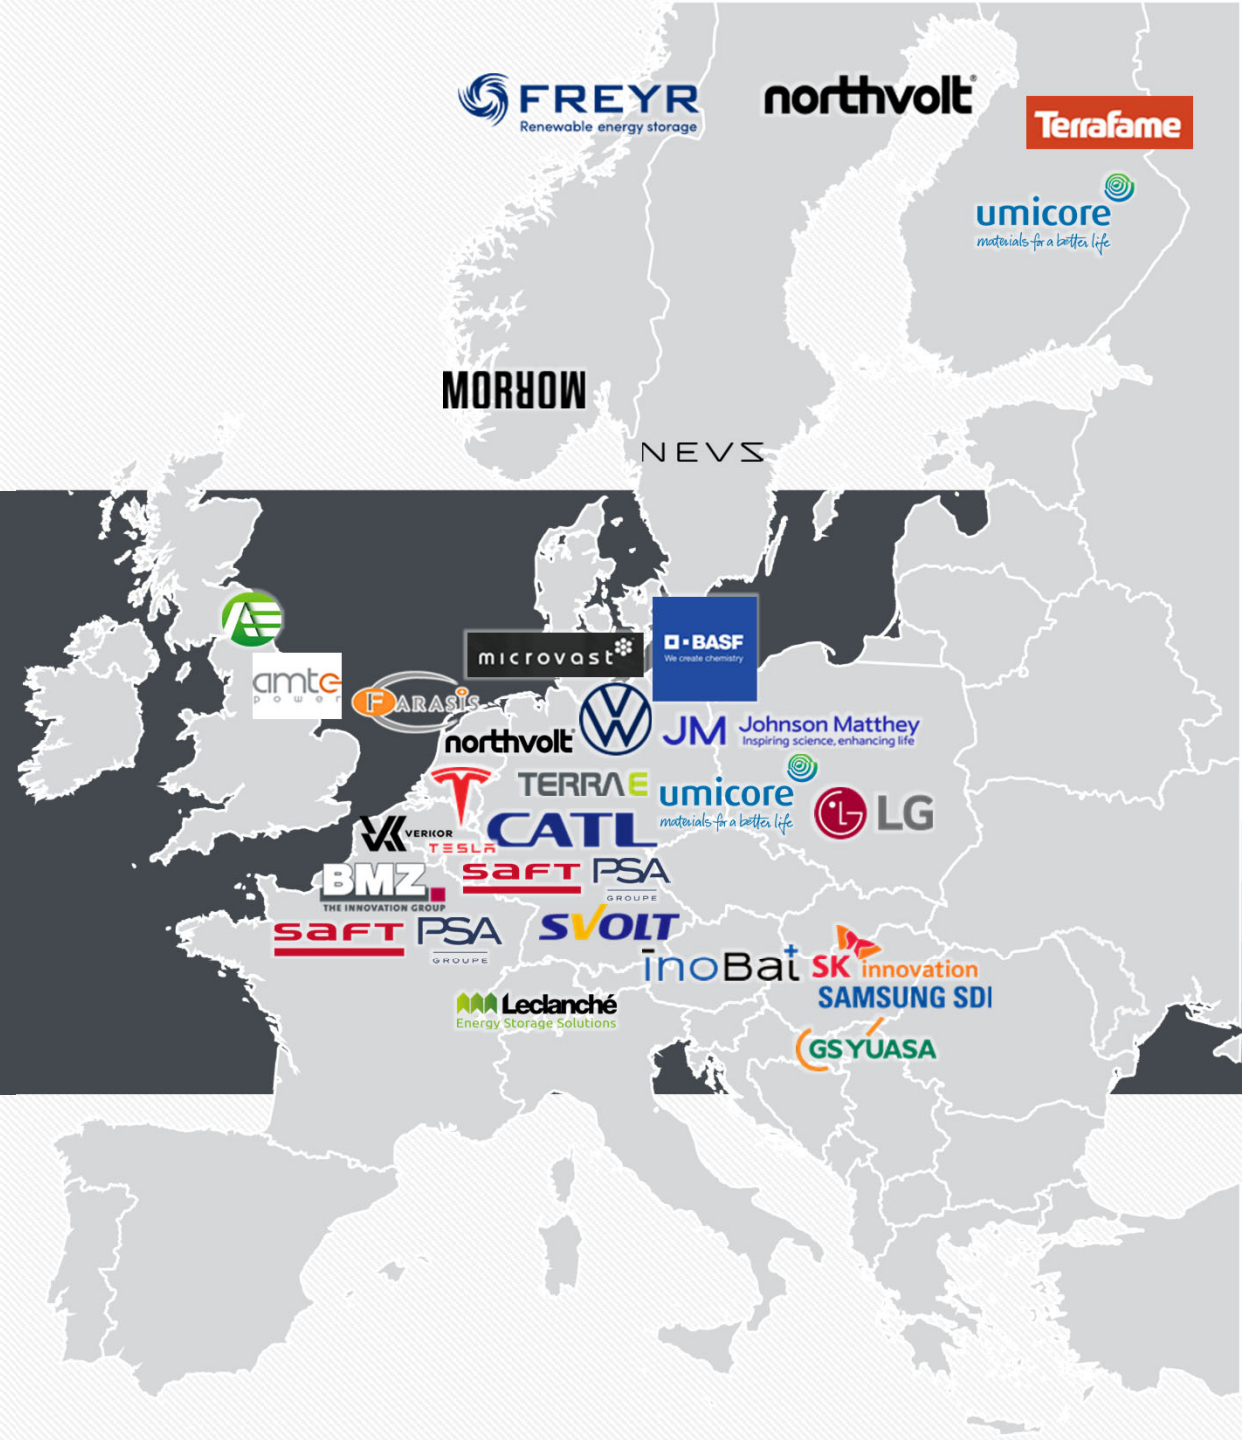 FREYR
Renewable energy storage
northvolt®
Terrafame
umicore
materials for a better life
MORROW
NEVS
AE
amte
power
microvast
BASF
We create chemistry
FARASIS
northvolt®
VW
JM Johnson Matthey
Inspiring science, enhancing life
TESLA
TERRA E
umicore
materials for a better life
LG
VERKOR
CATL
BMZ
THE INNOVATION GROUP
SAFT
PSA
GROUPE
SAFT
PSA
GROUPE
SVOLT
InoBat
SK innovation
SAMSUNG SDI
Leclanché
Energy Storage Solutions
GS YUASA